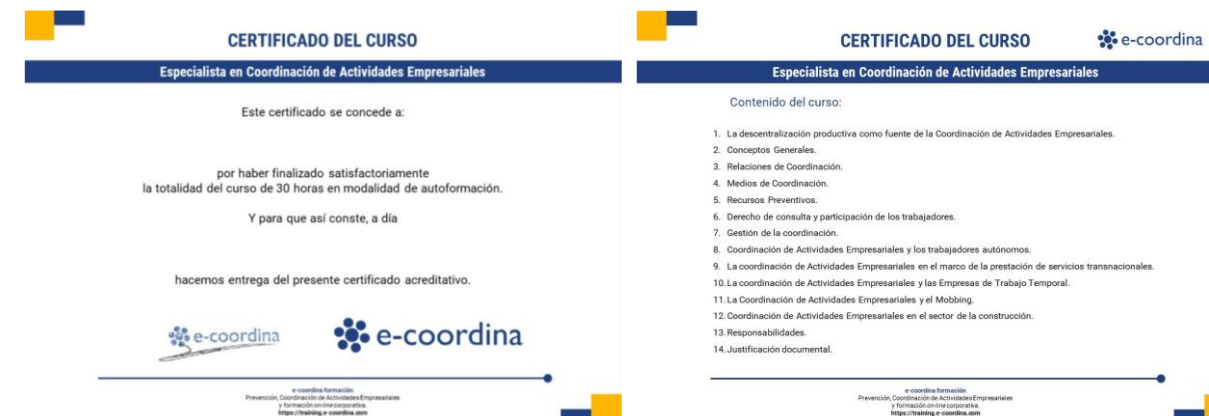 CERTIFICADO DEL CURSO
Especialista en Coordinación de Actividades Empresariales
Este certificado se concede a:
por haber finalizado satisfactoriamente
la totalidad del curso de 30 horas en modalidad de autoformación.
Y para que así conste, a día
hacemos entrega del presente certificado acreditativo.
e-coordina
e-coordina
e-coordina formación
Prevención, Coordinación de Actividades Empresariales
y formación on-line corporativa.
https://training.e-coordina.com
CERTIFICADO DEL CURSO
e-coordina
Especialista en Coordinación de Actividades Empresariales
Contenido del curso:
1. La descentralización productiva como fuente de la Coordinación de Actividades Empresariales.
2. Conceptos Generales.
3. Relaciones de Coordinación.
4. Medios de Coordinación.
5. Recursos Preventivos.
6. Derecho de consulta y participación de los trabajadores.
7. Gestión de la coordinación.
8. Coordinación de Actividades Empresariales y los trabajadores autónomos.
9. La coordinación de Actividades Empresariales en el marco de la prestación de servicios transnacionales.
10. La coordinación de Actividades Empresariales y las Empresas de Trabajo Temporal.
11. La Coordinación de Actividades Empresariales y el Mobbing.
12. Coordinación de Actividades Empresariales en el sector de la construcción.
13. Responsabilidades.
14. Justificación documental.
e-coordina formación
Prevención, Coordinación de Actividades Empresariales
y formación on-line corporativa.
https://training.e-coordina.com